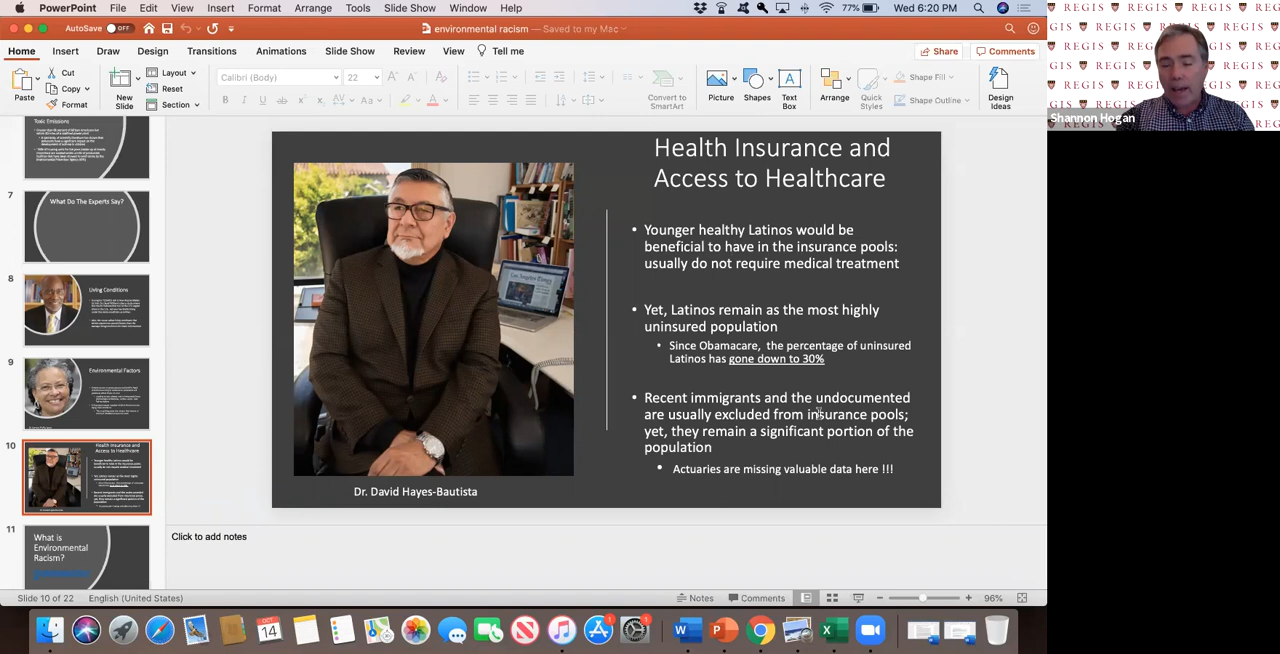 PowerPoint File Edit View Insert Format Arrange Tools Slide Show Window Help 77% Wed 6:20 PM
AutoSave OFF environmental racism — Saved to my Mac
Home Insert Draw Design Transitions Animations Slide Show Review View Tell me Share Comments
Paste Cut Copy Format New Slide Layout Reset Section Calibri (Body) 22 Convert to SmartArt Picture Shapes Text Box Arrange Quick Styles Shape Fill Shape Outline Design Ideas
REGIS
Shannon Hogan
Toxic Emissions
7
What Do The Experts Say?
8
Living Conditions
9
Environmental Factors
10
Health Insurance and
Access to Healthcare
11
What is
Environmental
Racism?
Health Insurance and
Access to Healthcare
• Younger healthy Latinos would be
beneficial to have in the insurance pools:
usually do not require medical treatment
• Yet, Latinos remain as the most highly
uninsured population
• Since Obamacare, the percentage of uninsured
Latinos has gone down to 30%
• Recent immigrants and the undocumented
are usually excluded from insurance pools;
yet, they remain a significant portion of the
population
• Actuaries are missing valuable data here !!!
Los Angeles Times
Dr. David Hayes-Bautista
Click to add notes
Slide 10 of 22 English (United States) Notes Comments 96%
OCT
14